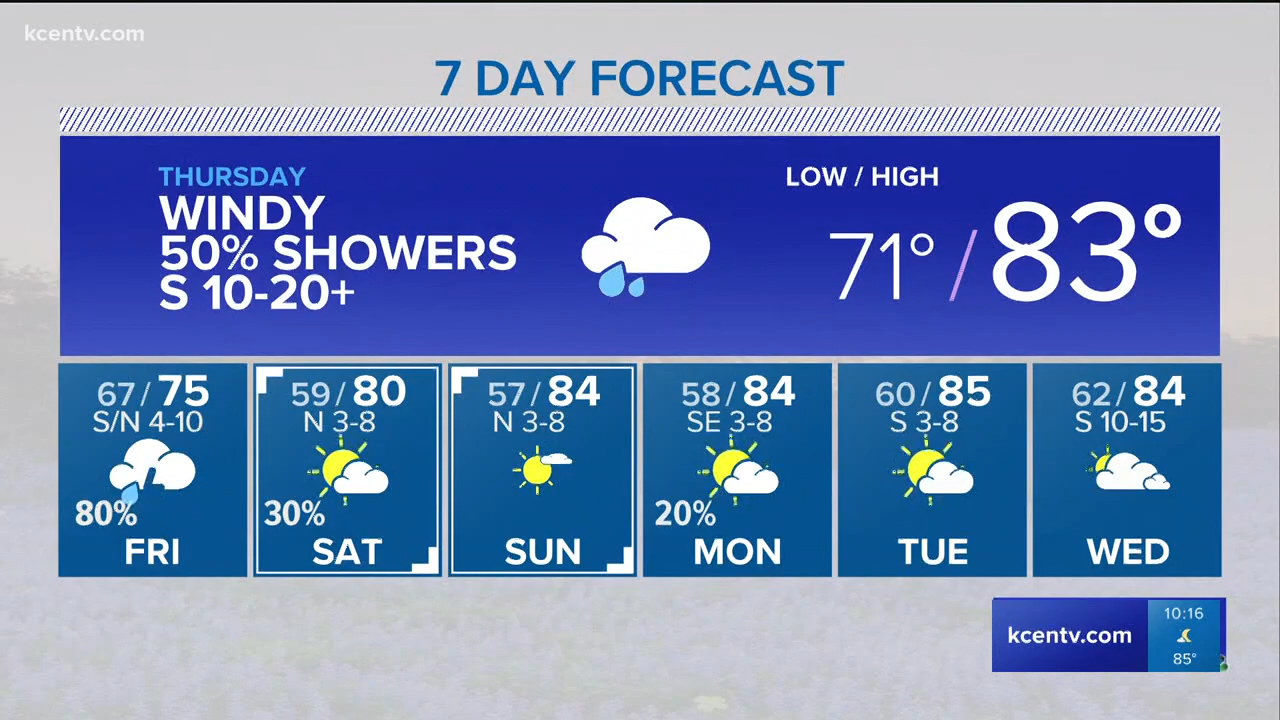 kcentv.com
7 DAY FORECAST
THURSDAY
WINDY
50% SHOWERS
S 10-20+
LOW / HIGH
71° / 83°
67 / 75
S/N 4-10
80%
FRI
59 / 80
N 3-8
30%
SAT
57 / 84
N 3-8
SUN
58 / 84
SE 3-8
20%
MON
60 / 85
S 3-8
TUE
62 / 84
S 10-15
WED
kcentv.com
10:16
85°